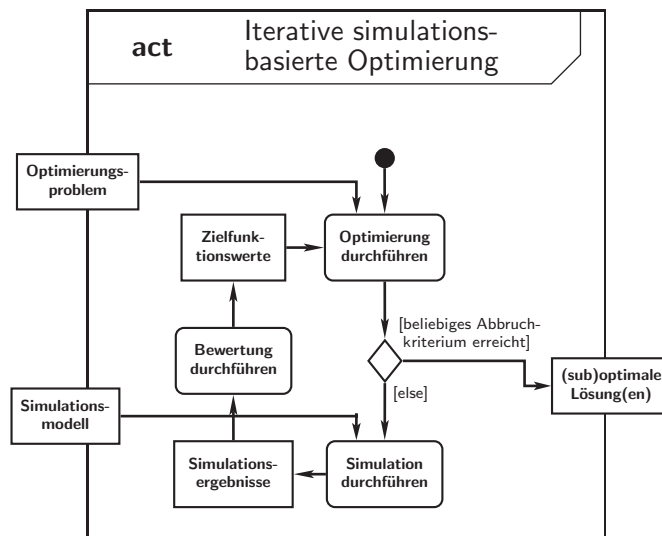 act
Iterative simulations-
basierte Optimierung
Optimierungs-
problem
Zielfunk-
tionswerte
Optimierung
durchführen
[beliebiges Abbruch-
kriterium erreicht]
Bewertung
durchführen
(sub)optimale
Lösung(en)
[else]
Simulations-
modell
Simulations-
ergebnisse
Simulation
durchführen